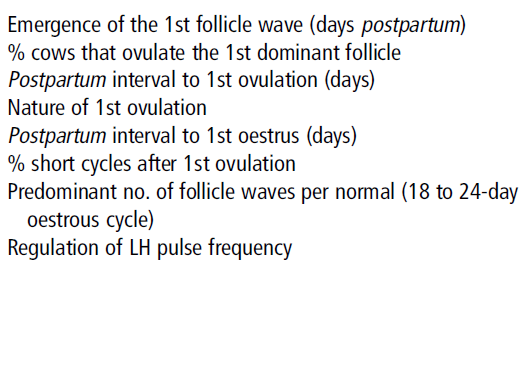 Emergence of the 1st follicle wave (days postpartum)
% cows that ovulate the 1st dominant follicle
Postpartum interval to 1st ovulation (days)
Nature of 1st ovulation
Postpartum interval to 1st oestrus (days)
% short cycles after 1st ovulation
Predominant no. of follicle waves per normal (18 to 24-day
oestrous cycle)
Regulation of LH pulse frequency